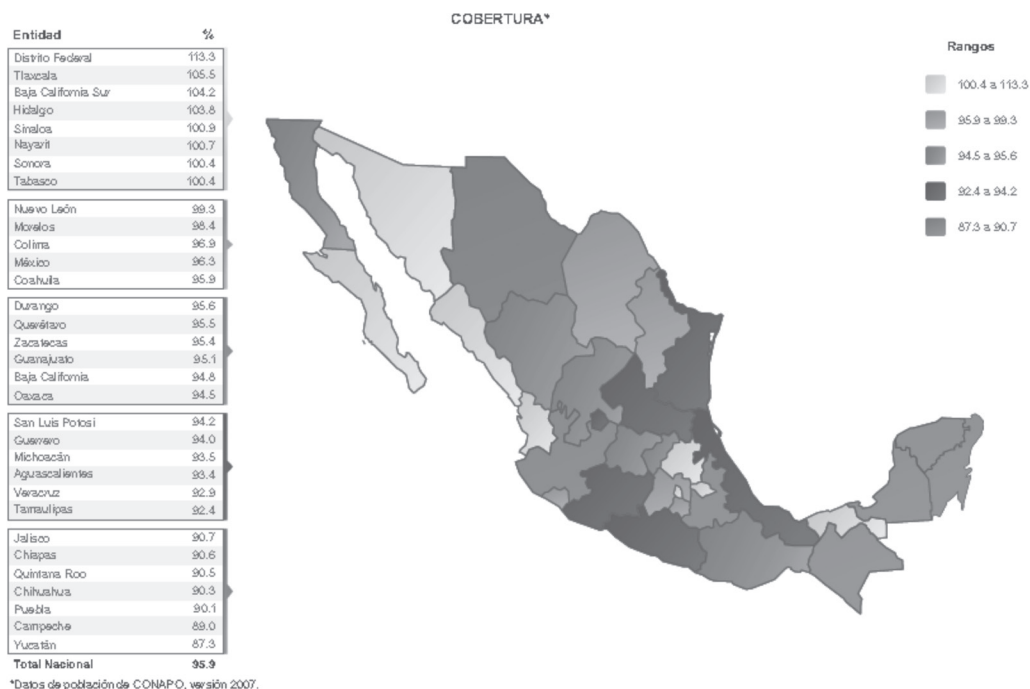 COBERTURA*
Entidad %
Distrito Federal 113.3
Tlaxcala 105.5
Baja California Sur 104.2
Hidalgo 103.8
Sinaloa 100.9
Nayarit 100.7
Sonora 100.4
Tabasco 100.4
Nuevo León 99.3
Morelos 98.4
Colima 96.9
México 96.3
Coahuila 95.9
Durango 95.6
Querétaro 95.5
Zacatecas 95.4
Guanajuato 95.1
Baja California 94.8
Oaxaca 94.5
San Luis Potosí 94.2
Guerrero 94.0
Michoacán 93.5
Aguascalientes 93.4
Veracruz 92.9
Tamaulipas 92.4
Jalisco 90.7
Chiapas 90.6
Quintana Roo 90.5
Chihuahua 90.3
Puebla 90.1
Campeche 89.0
Yucatán 87.3
Total Nacional 95.9
*Datos de población de CONAPO, versión 2007.
Rangos
100.4 a 113.3
95.9 a 99.3
94.5 a 95.6
92.4 a 94.2
87.3 a 90.7